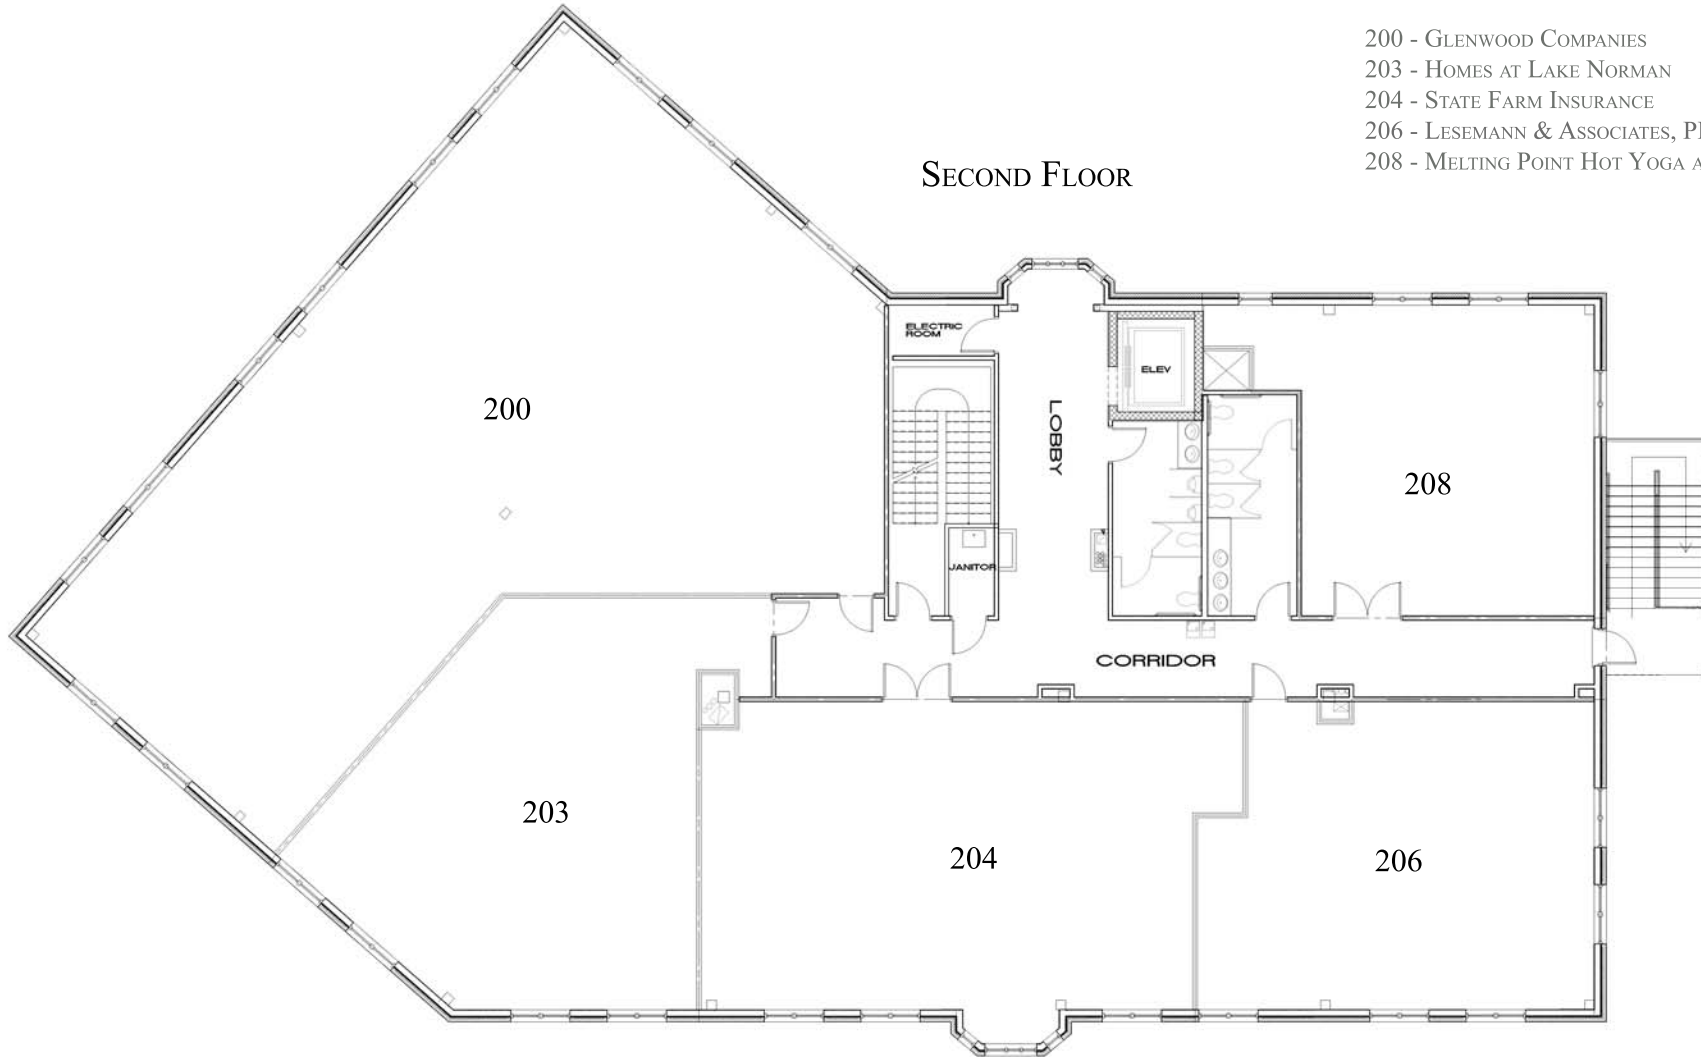 200 - Glenwood Companies
203 - Homes at Lake Norman
204 - State Farm Insurance
206 - Lesemann & Associates,
208 - Melting Point Hot Yoga
Second Floor
ELECTRIC
ROOM
ELEV
200
LOBBY
208
JANITOR
CORRIDOR
203
204
206